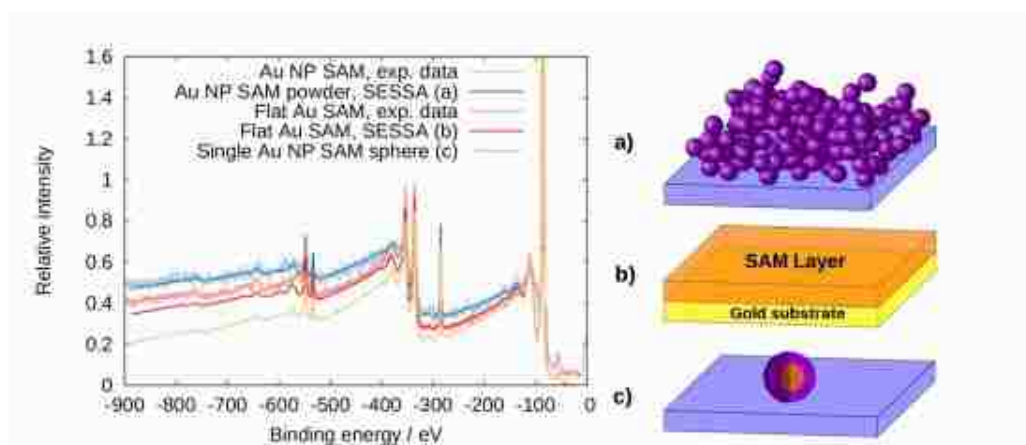 1.6
1.4
1.2
1
0.8
0.6
0.4
0.2
0
Relative intensity
Au NP SAM, exp. data
Au NP SAM powder, SESSA (a)
Flat Au SAM, exp. data
Flat Au SAM, SESSA (b)
Single Au NP SAM sphere (c)
-900 -800 -700 -600 -500 -400 -300 -200 -100 0
Binding energy / eV
a)
b)
SAM Layer
Gold substrate
c)